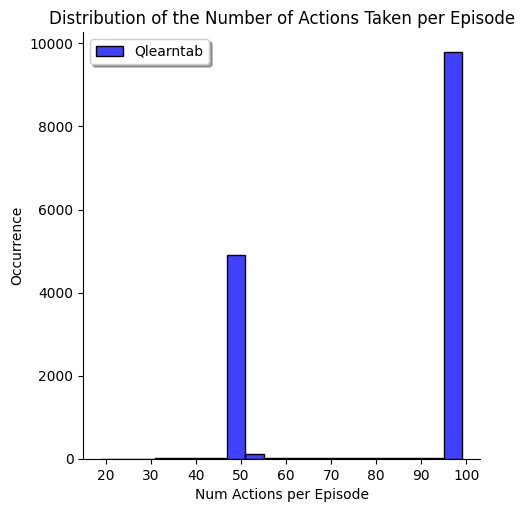 Distribution of the Number of Actions Taken per Episode
Qlearntab
10000
8000
6000
4000
2000
0
Occurrence
20 30 40 50 60 70 80 90 100
Num Actions per Episode